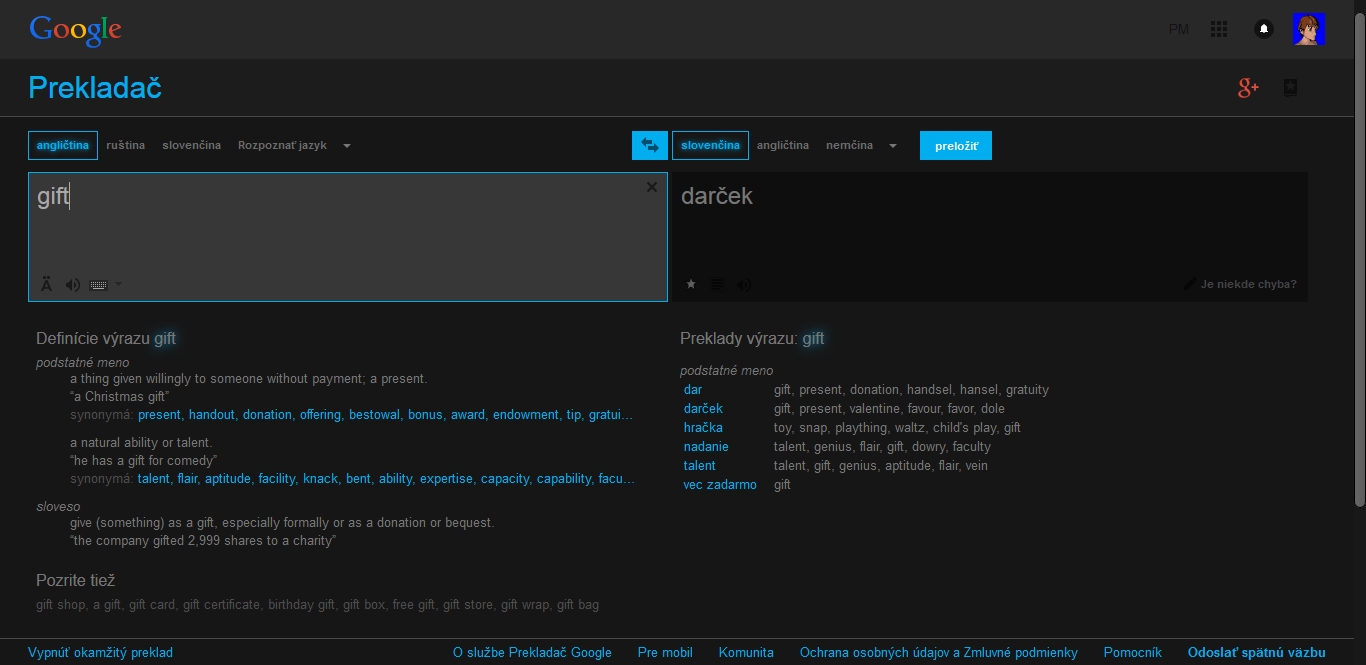 Google
PM
Prekladač
g+
angličtina ruština slovenčina Rozpoznať jazyk
slovenčina angličtina nemčina preložiť
gift
darček
Ä
Je niekde chyba?
Definície výrazu gift
podstatné meno
a thing given willingly to someone without payment; a present.
“a Christmas gift”
synonymá: present, handout, donation, offering, bestowal, bonus, award, endowment, tip, gratui...
a natural ability or talent.
“he has a gift for comedy”
synonymá: talent, flair, aptitude, facility, knack, bent, ability, expertise, capacity, capability, facu...
sloveso
give (something) as a gift, especially formally or as a donation or bequest.
“the company gifted 2,999 shares to a charity”
Pozrite tiež
gift shop, a gift, gift card, gift certificate, birthday gift, gift box, free gift, gift store, gift wrap, gift bag
Preklady výrazu: gift
podstatné meno
dar gift, present, donation, handsel, hansel, gratuity
darček gift, present, valentine, favour, favor, dole
hračka toy, snap, plaything, waltz, child's play, gift
nadanie talent, genius, flair, gift, dowry, faculty
talent talent, gift, genius, aptitude, flair, vein
vec zadarmo gift
Vypnúť okamžitý preklad O službe Prekladač Google Pre mobil Komunita Ochrana osobných údajov a Zmluvné podmienky Pomocník Odoslať spätnú väzbu